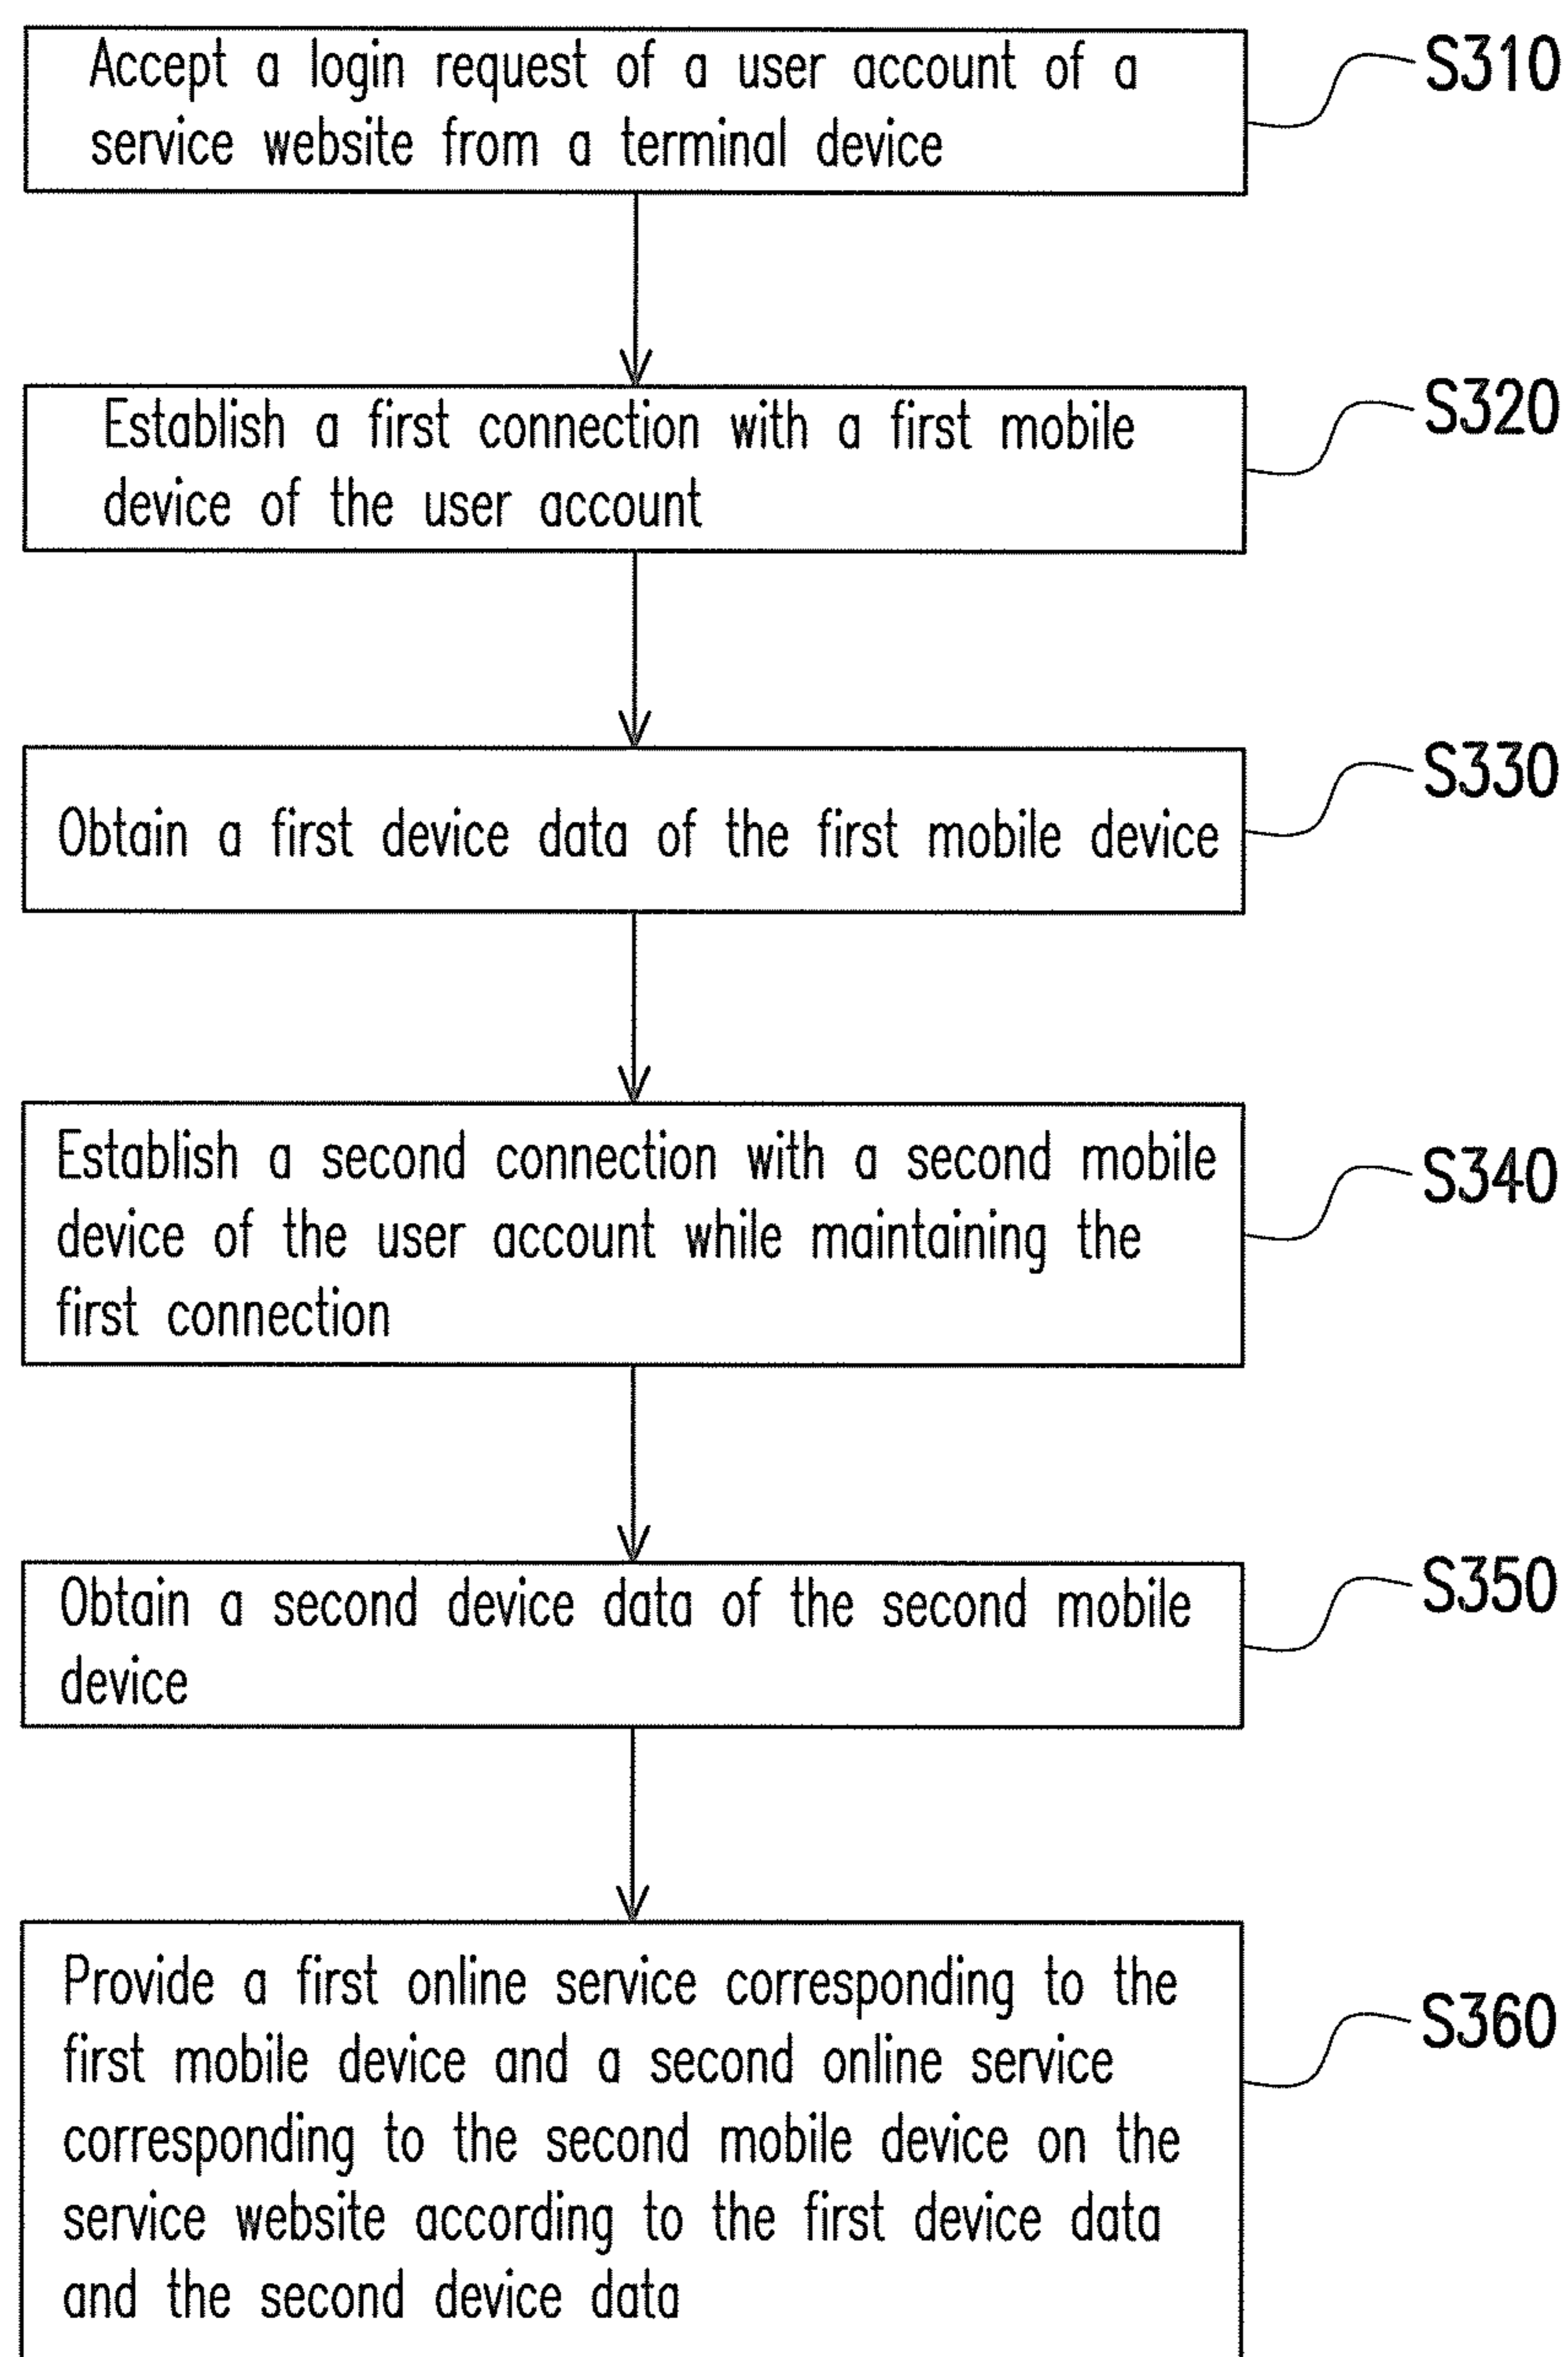 Accept a login request of a user account of a
service website from a terminal device
S310
Establish a first connection with a first mobile
device of the user account
S320
Obtain a first device data of the first mobile device
S330
Establish a second connection with a second mobile
device of the user account while maintaining the
first connection
S340
Obtain a second device data of the second mobile
device
S350
Provide a first online service corresponding to the
first mobile device and a second online service
corresponding to the second mobile device on the
service website according to the first device data
and the second device data
S360